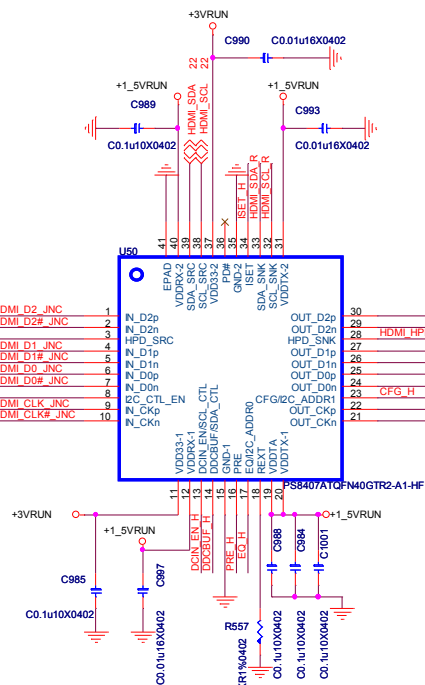 +3VRUN
C990
C0.01u16X0402
+1_5VRUN
C989
C0.1u10X0402
HDMI_SDA 22
HDMI_SCL 22
+1_5VRUN
C993
C0.01u16X0402
ISET_H
HDMI_SDA_R
HDMI_SCL_R
41
40
39
38
37
36
35
34
33
32
31
U50
EPAD
VDDRX-2
SDA_SRC
SCL_SRC
VDD33-2
PD#
GND-2
ISET
SDA_SNK
SCL_SNK
VDDTX-2
DMI_D2_JNC 1 IN_D2p
DMI_D2#_JNC 2 IN_D2n
3 HPD_SRC
DMI_D1_JNC 4 IN_D1p
DMI_D1#_JNC 5 IN_D1n
DMI_D0_JNC 6 IN_D0p
DMI_D0#_JNC 7 IN_D0n
8 I2C_CTL_EN
DMI_CLK_JNC 9 IN_CKp
DMI_CLK#_JNC 10 IN_CKn
OUT_D2p 30
OUT_D2n 29
HPD_SNK 28 HDMI_HP
OUT_D1p 27
OUT_D1n 26
OUT_D0p 25
OUT_D0n 24
CFG/I2C_ADDR1 23 CFG_H
OUT_CKp 22
OUT_CKn 21
VDD33-1
VDDRX-1
DCIN_EN/SCL_CTL
DDCBUF/SDA_CTL
GND-1
PRE
EQ/I2C_ADDR0
REXT
VDDTA
VDDTX-1
PS8407ATQFN40GTR2-A1-HF
11
12
13
14
15
16
17
18
19
20
+3VRUN
+1_5VRUN
DCIN_EN_H
DDCBUF_H
PRE_H
EQ_H
+1_5VRUN
C985
C0.1u10X0402
C997
C0.01u16X0402
R557
KR1%0402
C988
C0.1u10X0402
C984
C0.1u10X0402
C1001
C0.1u10X0402